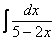 ∫ dx / (5 − 2x)